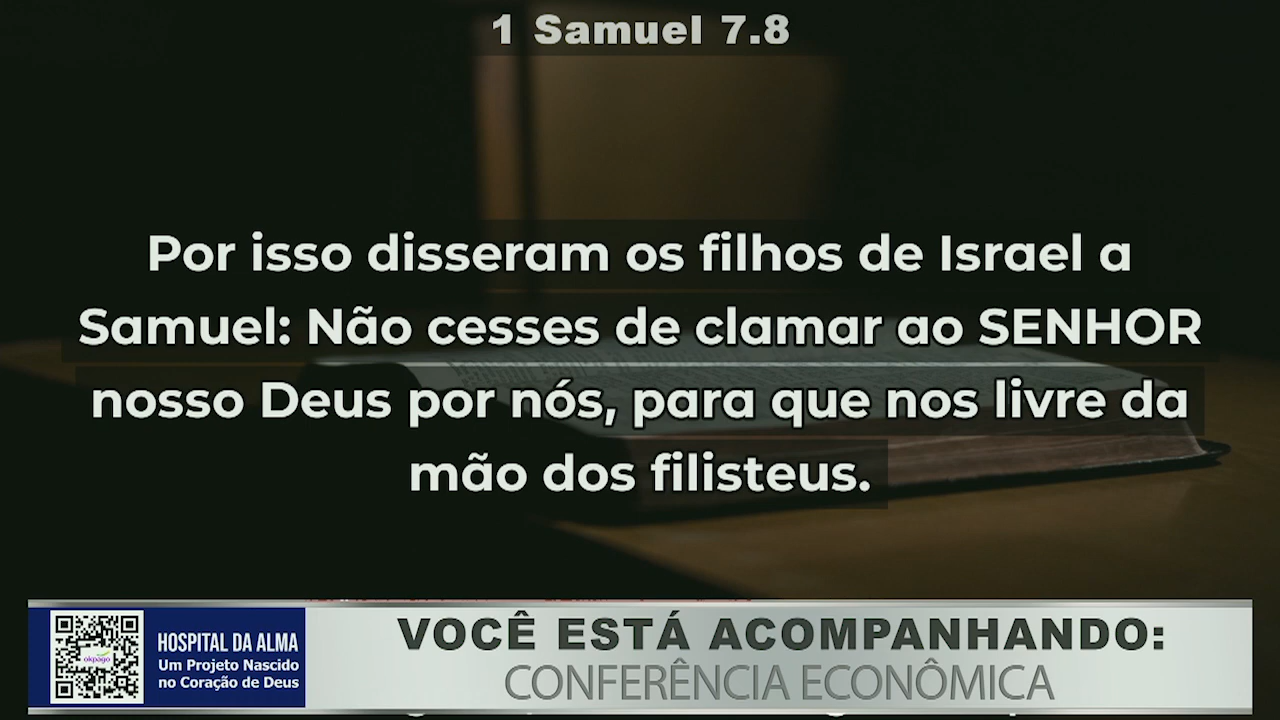 1 Samuel 7.8
Por isso disseram os filhos de Israel a
Samuel: Não cesses de clamar ao SENHOR
nosso Deus por nós, para que nos livre da
mão dos filisteus.
okpago
HOSPITAL DA ALMA
Um Projeto Nascido
no Coração de Deus
VOCÊ ESTÁ ACOMPANHANDO:
CONFERÊNCIA ECONÔMICA